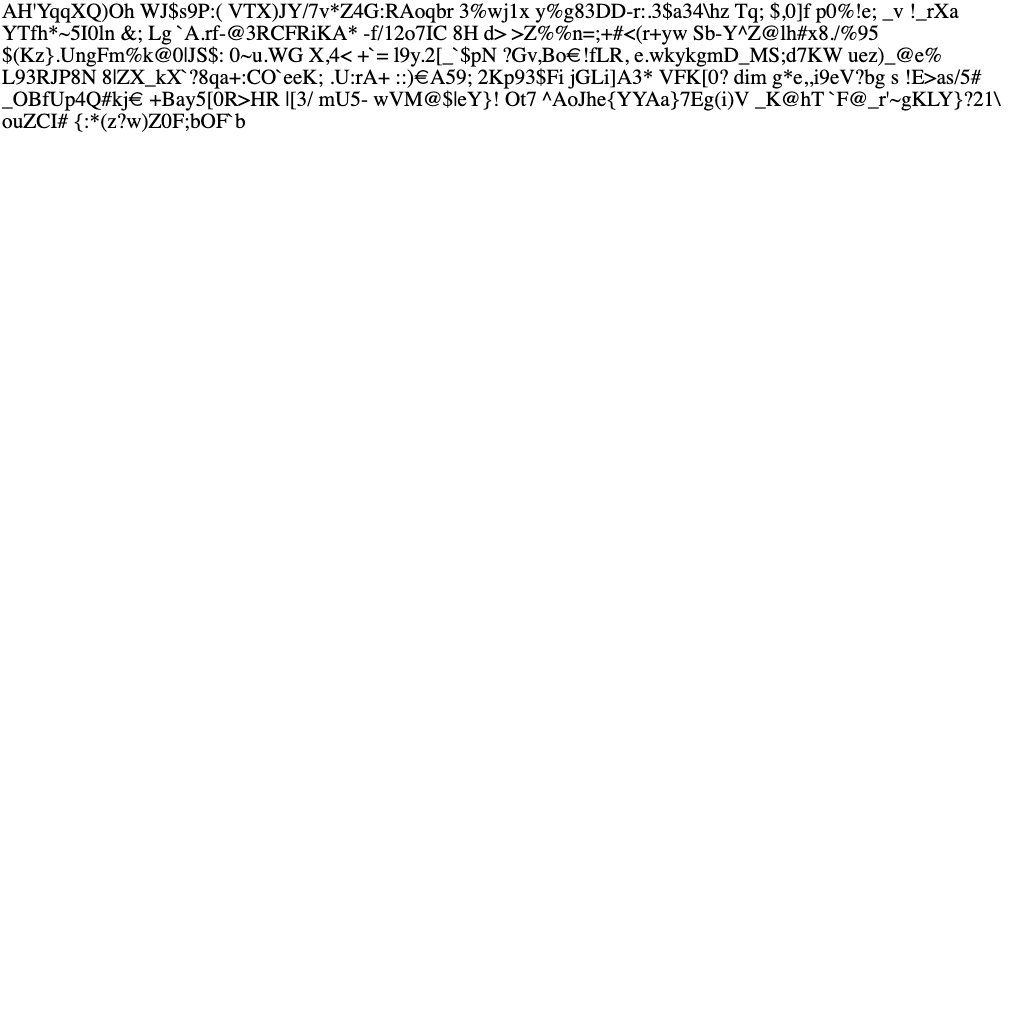 AH'YqqXQ)Oh WJ$s9P:( VTX)JY/7v*Z4G:RAoqbr 3%wj1x y%g83DD-r:.3$a34\hz Tq; $,0]f p0%!e; _v !_rXa
YTfh*~5I0ln &; Lg `A.rf-@3RCFRiKA* -f/12o7IC 8H d> >Z%%n=;+#<(r+yw Sb-Y^Z@lh#x8./%95
$(Kz}.UngFm%k@0lJS$: 0~u.WG X,4< +`= l9y.2[_`$pN ?Gv,Bo€!fLR, e.wkykgmD_MS;d7KW uez)_@e%
L93RJP8N 8lZX_kX`?8qa+:CO`eeK; .U:rA+ ::)€A59; 2Kp93$Fi jGLi]A3* VFK[0? dim g*e,,i9eV?bg s !E>as/5#
_OBfUp4Q#kj€ +Bay5[0R>HR |[3/ mU5- wVM@$|eY}! Ot7 ^AoJhe{YYAa}7Eg(i)V _K@hT `F@_r'~gKLY}?21\
ouZCI# {:*(z?w)Z0F;bOF`b